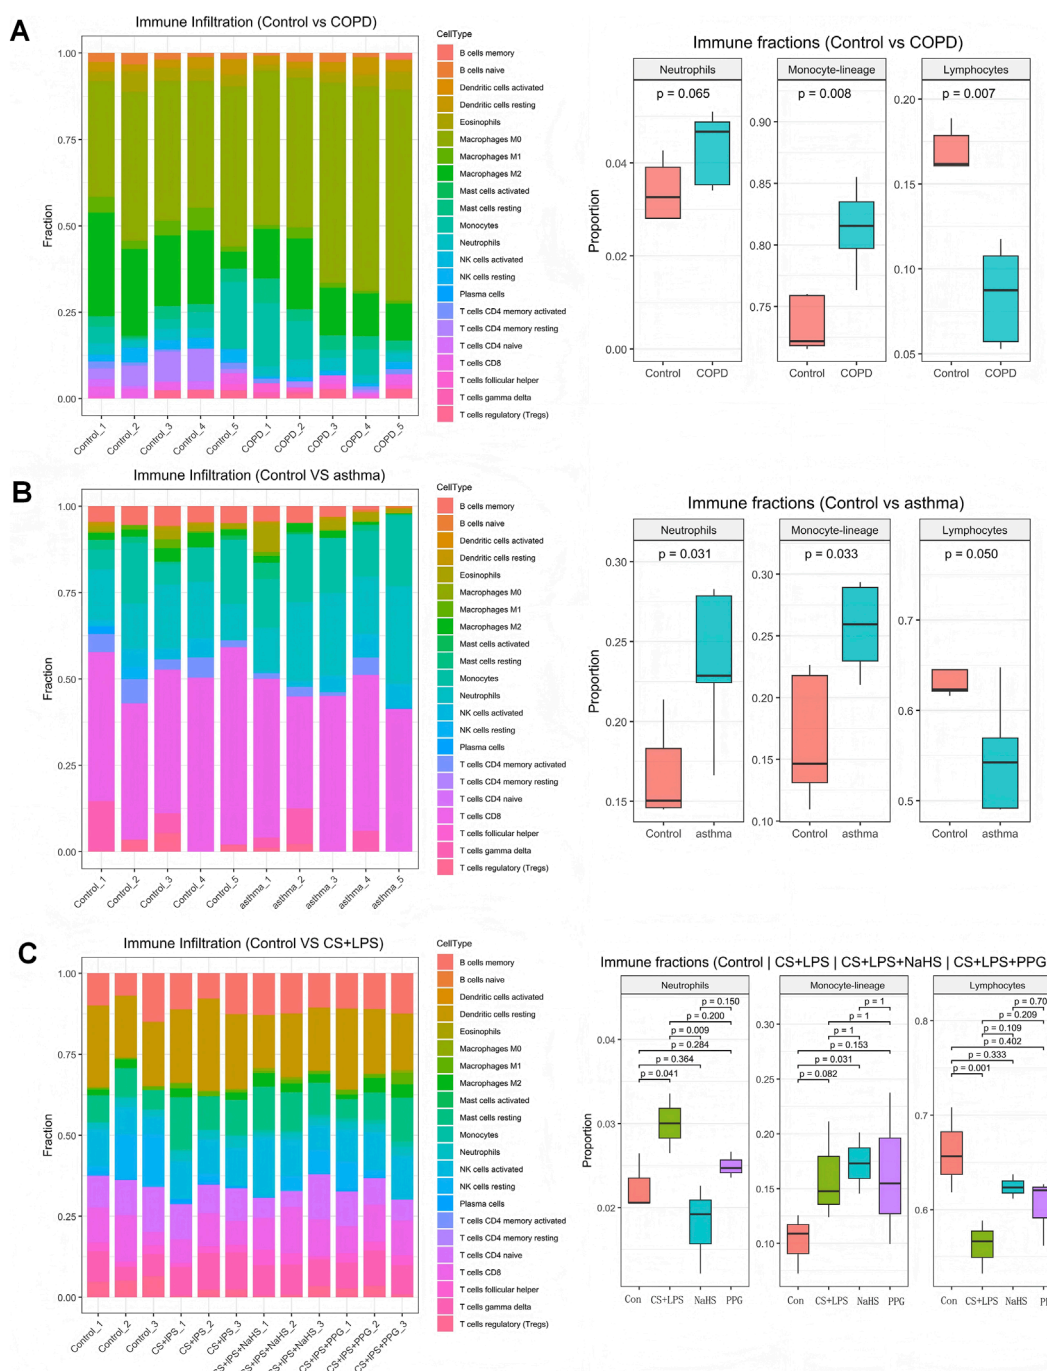 A
Immune Infiltration (Control vs COPD)
Fraction
1.00
0.75
0.50
0.25
0.00
Control_1
Control_2
Control_3
Control_4
Control_5
COPD_1
COPD_2
COPD_3
COPD_4
COPD_5
CellType
B cells memory
B cells naive
Dendritic cells activated
Dendritic cells resting
Eosinophils
Macrophages M0
Macrophages M1
Macrophages M2
Mast cells activated
Mast cells resting
Monocytes
Neutrophils
NK cells activated
NK cells resting
Plasma cells
T cells CD4 memory activated
T cells CD4 memory resting
T cells CD4 naive
T cells CD8
T cells follicular helper
T cells gamma delta
T cells regulatory (Tregs)
Immune fractions (Control vs COPD)
Proportion
Neutrophils
p = 0.065
0.04
0.02
0.00
Control
COPD
Monocyte-lineage
p = 0.008
0.90
0.85
0.80
0.75
Control
COPD
Lymphocytes
p = 0.007
0.20
0.15
0.10
0.05
Control
COPD
B
Immune Infiltration (Control VS asthma)
Fraction
1.00
0.75
0.50
0.25
0.00
Control_1
Control_2
Control_3
Control_4
Control_5
asthma_1
asthma_2
asthma_3
asthma_4
asthma_5
CellType
B cells memory
B cells naive
Dendritic cells activated
Dendritic cells resting
Eosinophils
Macrophages M0
Macrophages M1
Macrophages M2
Mast cells activated
Mast cells resting
Monocytes
Neutrophils
NK cells activated
NK cells resting
Plasma cells
T cells CD4 memory activated
T cells CD4 memory resting
T cells CD4 naive
T cells CD8
T cells follicular helper
T cells gamma delta
T cells regulatory (Tregs)
Immune fractions (Control vs asthma)
Proportion
Neutrophils
p = 0.031
0.30
0.25
0.20
0.15
Control
asthma
Monocyte-lineage
p = 0.033
0.30
0.25
0.20
0.15
0.10
Control
asthma
Lymphocytes
p = 0.050
0.7
0.6
0.5
Control
asthma
C
Immune Infiltration (Control VS CS+LPS)
Fraction
1.00
0.75
0.50
0.25
0.00
Control_1
Control_2
Control_3
CS+lPS_1
CS+lPS_2
CS+lPS_3
CS+lPS+NaHS_1
CS+lPS+NaHS_2
CS+lPS+NaHS_3
CS+lPS+PPG_1
CS+lPS+PPG_2
CS+lPS+PPG_3
CellType
B cells memory
B cells naive
Dendritic cells activated
Dendritic cells resting
Eosinophils
Macrophages M0
Macrophages M1
Macrophages M2
Mast cells activated
Mast cells resting
Monocytes
Neutrophils
NK cells activated
NK cells resting
Plasma cells
T cells CD4 memory activated
T cells CD4 memory resting
T cells CD4 naive
T cells CD8
T cells follicular helper
T cells gamma delta
T cells regulatory (Tregs)
Immune fractions (Control | CS+LPS | CS+LPS+NaHS | CS+LPS+PPG
Proportion
Neutrophils
p = 0.150
p = 0.200
p = 0.009
p = 0.284
p = 0.364
p = 0.041
0.04
0.03
0.02
Con
CS+LPS
NaHS
PPG
Monocyte-lineage
p = 1
p = 1
p = 1
p = 0.153
p = 0.031
p = 0.082
0.30
0.25
0.20
0.15
0.10
Con
CS+LPS
NaHS
PPG
Lymphocytes
p = 0.70
p = 0.209
p = 0.109
p = 0.402
p = 0.333
p = 0.001
0.8
0.7
0.6
Con
CS+LPS
NaHS